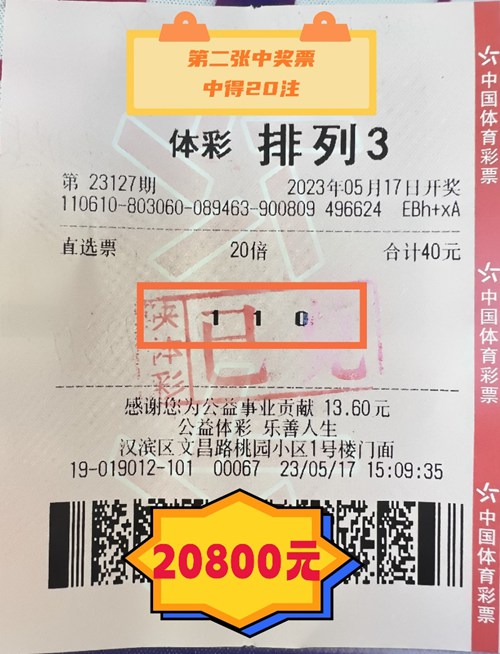 第二张中奖票
中得20注
体彩 排列3
第 23127期 2023年05月17日开奖
110610-803060-089463-900809 496624 EBh+xA
直选票 20倍 合计40元
1 1 0
陕体彩
已
感谢您为公益事业贡献 13.60元
公益体彩 乐善人生
汉滨区文昌路桃园小区1号楼门面
19-019012-101 00067 23/05/17 15:09:35
20800元
中国体育彩票
中国体育彩票
中国体育彩票